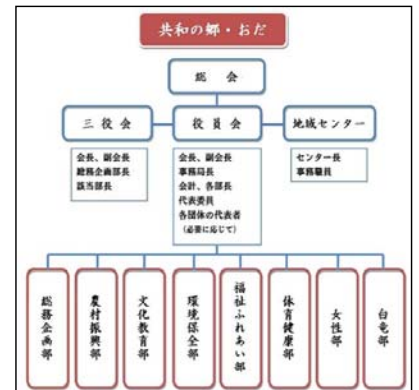 共和の郷・おだ
総会
三役会
役員会
地域センター
会長、副会長
総務企画部長
該当部長
会長、副会長
事務局長
会計、各部長
代表委員
各団体の代表者
(必要に応じて)
センター長
事務職員
総務企画部
農村振興部
文化教育部
環境保全部
福祉ふれあい部
体育健康部
女性部
白竜部